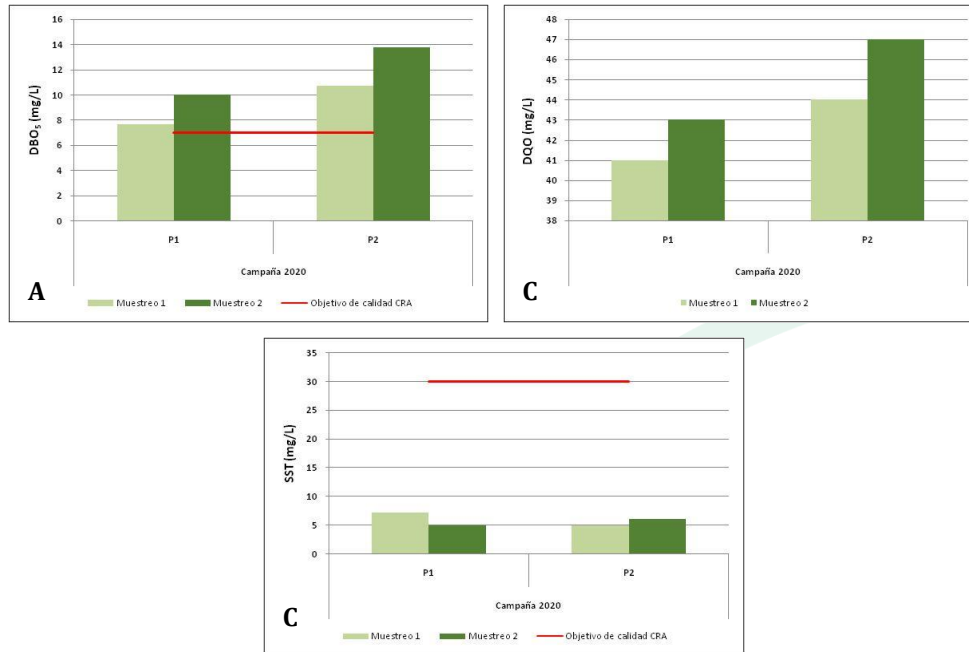 16
14
12
10
8
6
4
2
0
DBO5 (mg/L)
P1
P2
Campaña 2020
A
Muestreo 1
Muestreo 2
Objetivo de calidad CRA
48
47
46
45
44
43
42
41
40
39
38
DQO (mg/L)
P1
P2
Campaña 2020
C
Muestreo 1
Muestreo 2
35
30
25
20
15
10
5
0
SST (mg/L)
P1
P2
Campaña 2020
C
Muestreo 1
Muestreo 2
Objetivo de calidad CRA